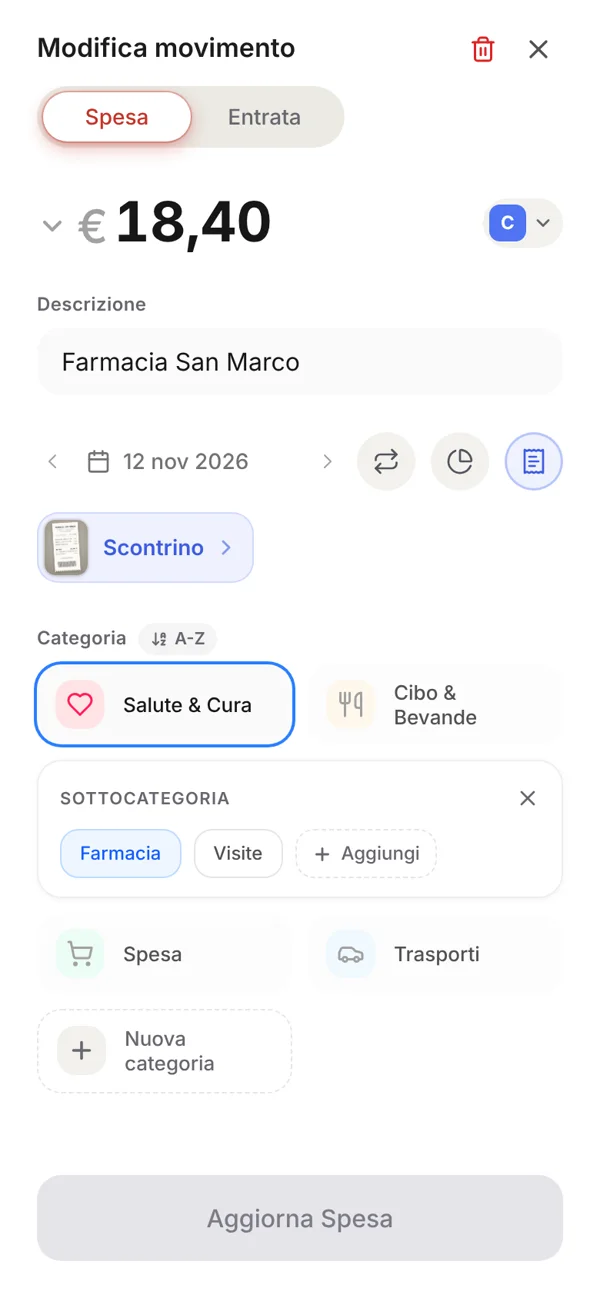 Modifica movimento
Spesa
Entrata
€ 18,40
C
Descrizione
Farmacia San Marco
12 nov 2026
Scontrino
Categoria
A-Z
Salute & Cura
Cibo &
Bevande
SOTTOCATEGORIA
Farmacia
Visite
+ Aggiungi
Spesa
Trasporti
+ Nuova
categoria
Aggiorna Spesa